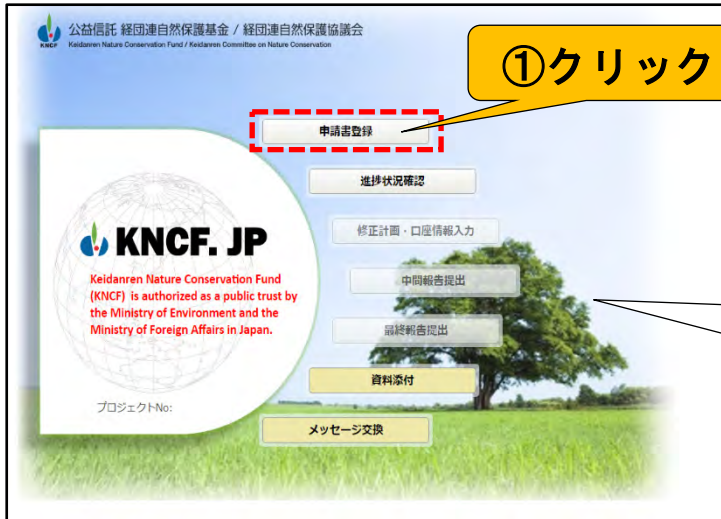 公益信託 経団連自然保護基金 / 経団連自然保護協議会
KNCF Keidanren Nature Conservation Fund / Keidanren Committee on Nature Conservation
①クリック
申請書登録
進捗状況確認
修正計画・口座情報入力
KNCF. JP
中間報告提出
Keidanren Nature Conservation Fund
(KNCF) is authorized as a public trust by
the Ministry of Environment and the
Ministry of Foreign Affairs in Japan.
最終報告提出
資料添付
プロジェクトNo:
メッセージ交換